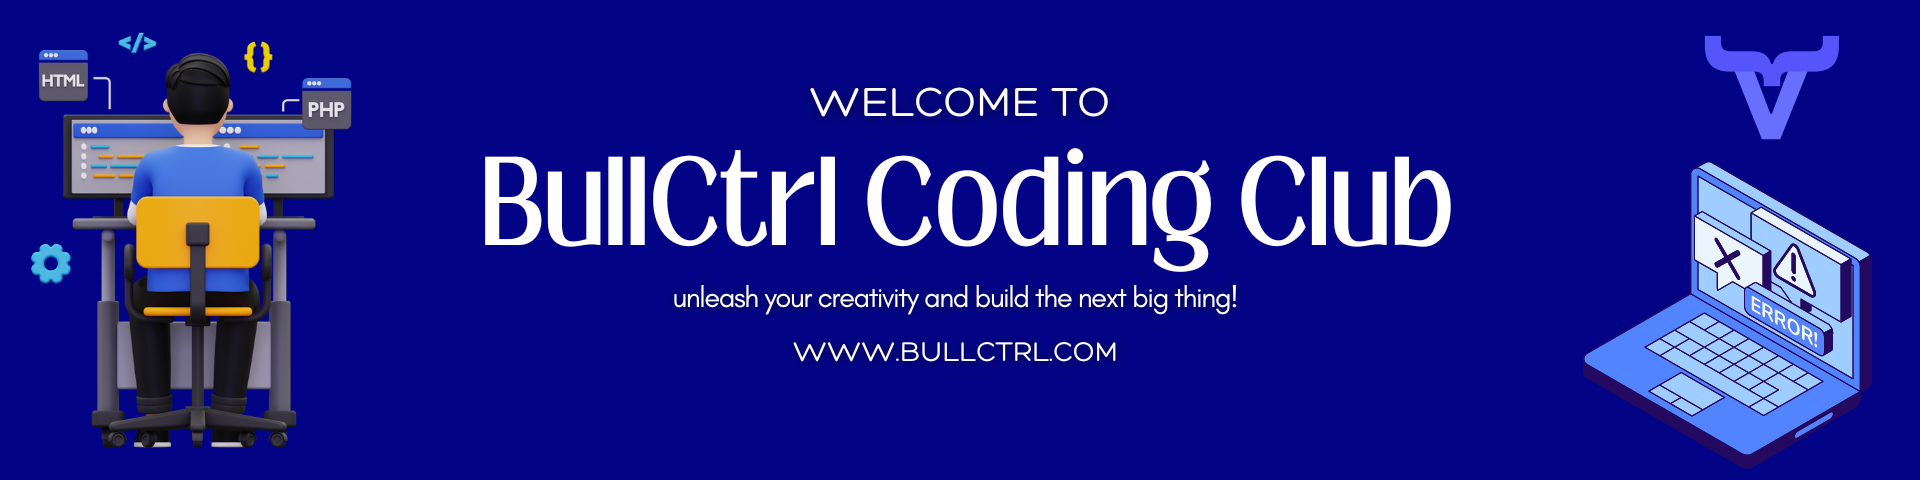 </>
{}
HTML
PHP
WELCOME TO
BullCtrl Coding Club
unleash your creativity and build the next big thing!
WWW.BULLCTRL.COM
ERROR!